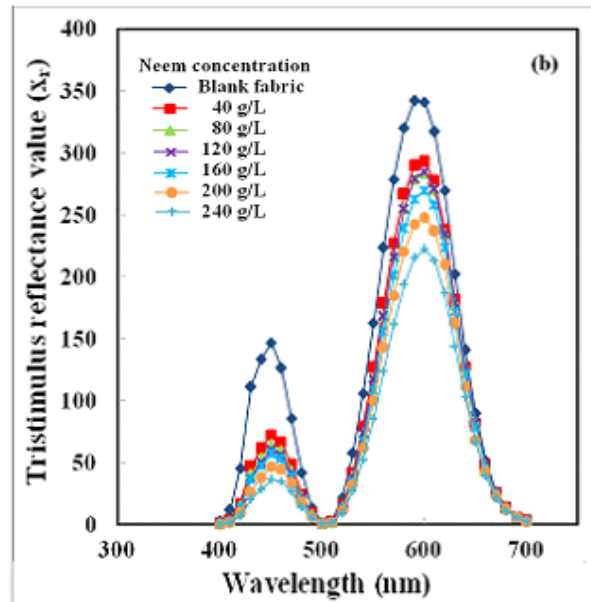 400
350
300
250
200
150
100
50
0
Tristimulus reflectance value (xr)
Neem concentration
Blank fabric
40 g/L
80 g/L
120 g/L
160 g/L
200 g/L
240 g/L
(b)
300 400 500 600 700
Wavelength (nm)